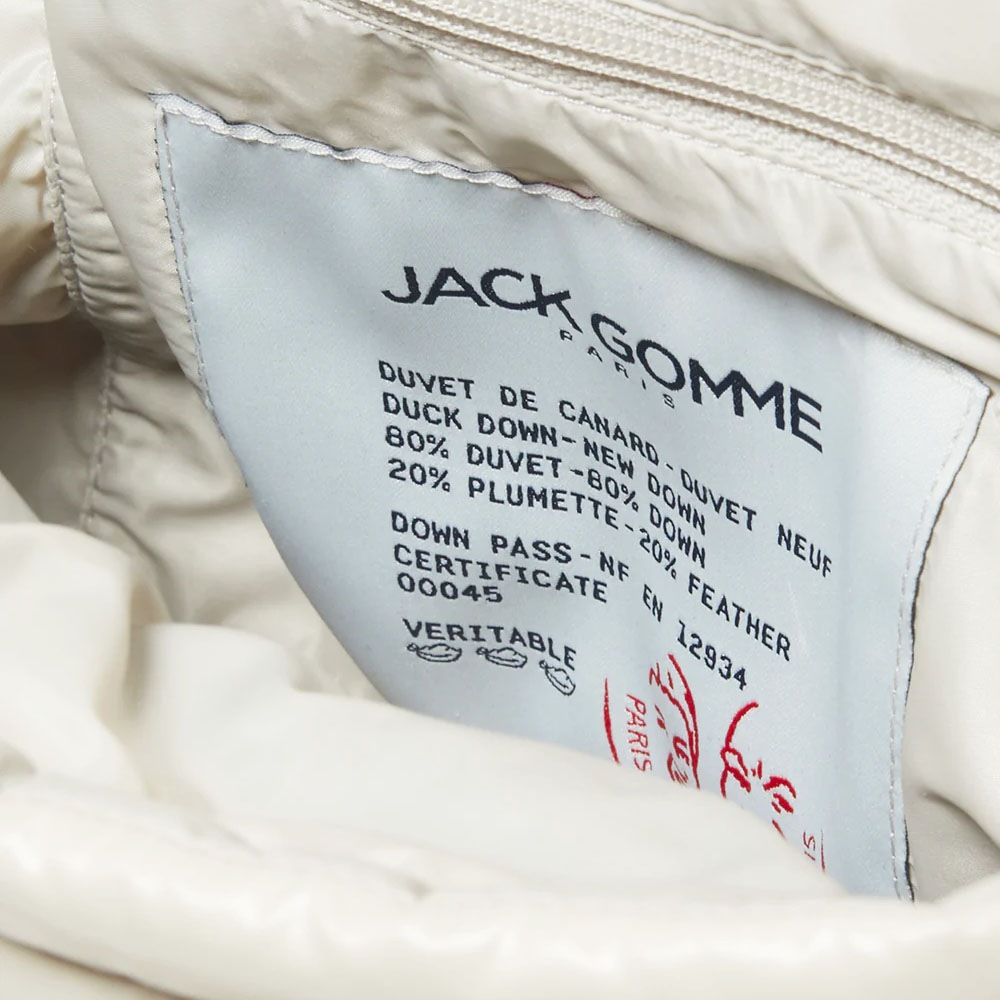 JACK GOMME
PARIS
DUVET DE CANARD-DUVET NEUF
DUCK DOWN-NEW DOWN
80% DUVET-80% DOWN
20% PLUMETTE-20% FEATHER
DOWN PASS-NF EN 12934
CERTIFICATE
00045
VERITABLE
PARIS